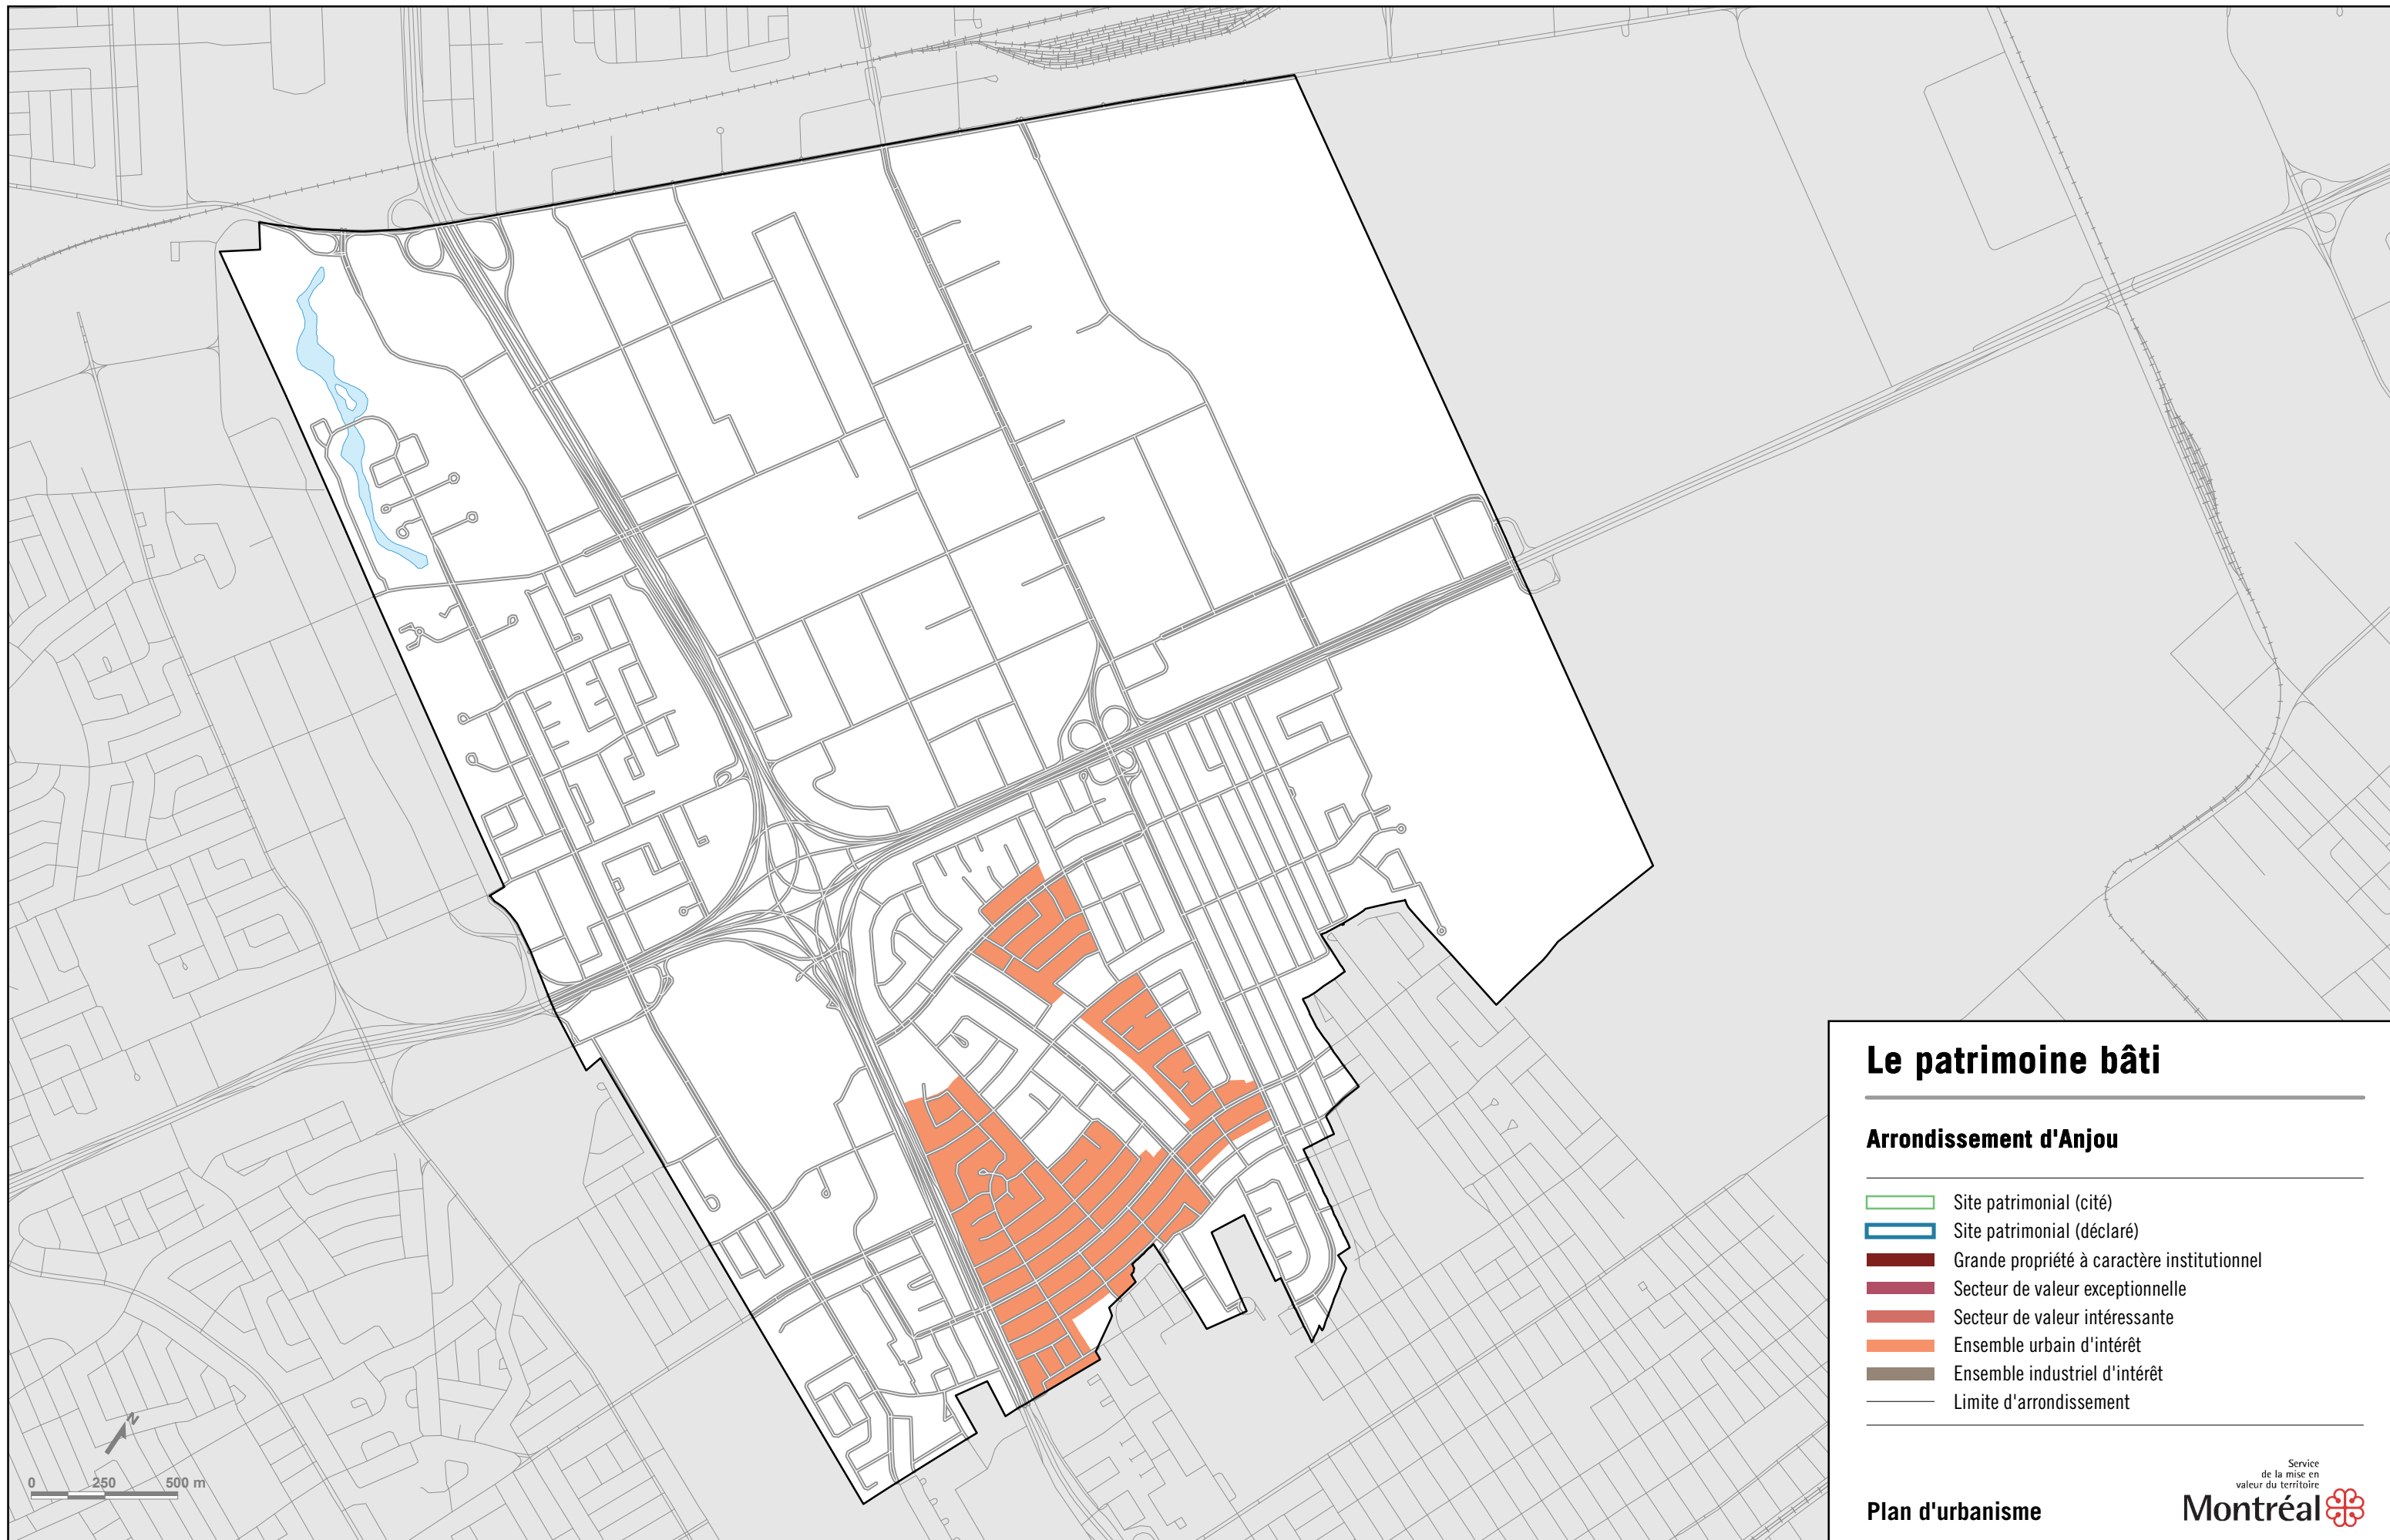 Le patrimoine bâti
Arrondissement d'Anjou
Site patrimonial (cité)
Site patrimonial (déclaré)
Grande propriété à caractère institutionnel
Secteur de valeur exceptionnelle
Secteur de valeur intéressante
Ensemble urbain d'intérêt
Ensemble industriel d'intérêt
Limite d'arrondissement
N
0 250 500 m
Service
de la mise en
valeur du territoire
Plan d'urbanisme
Montréal